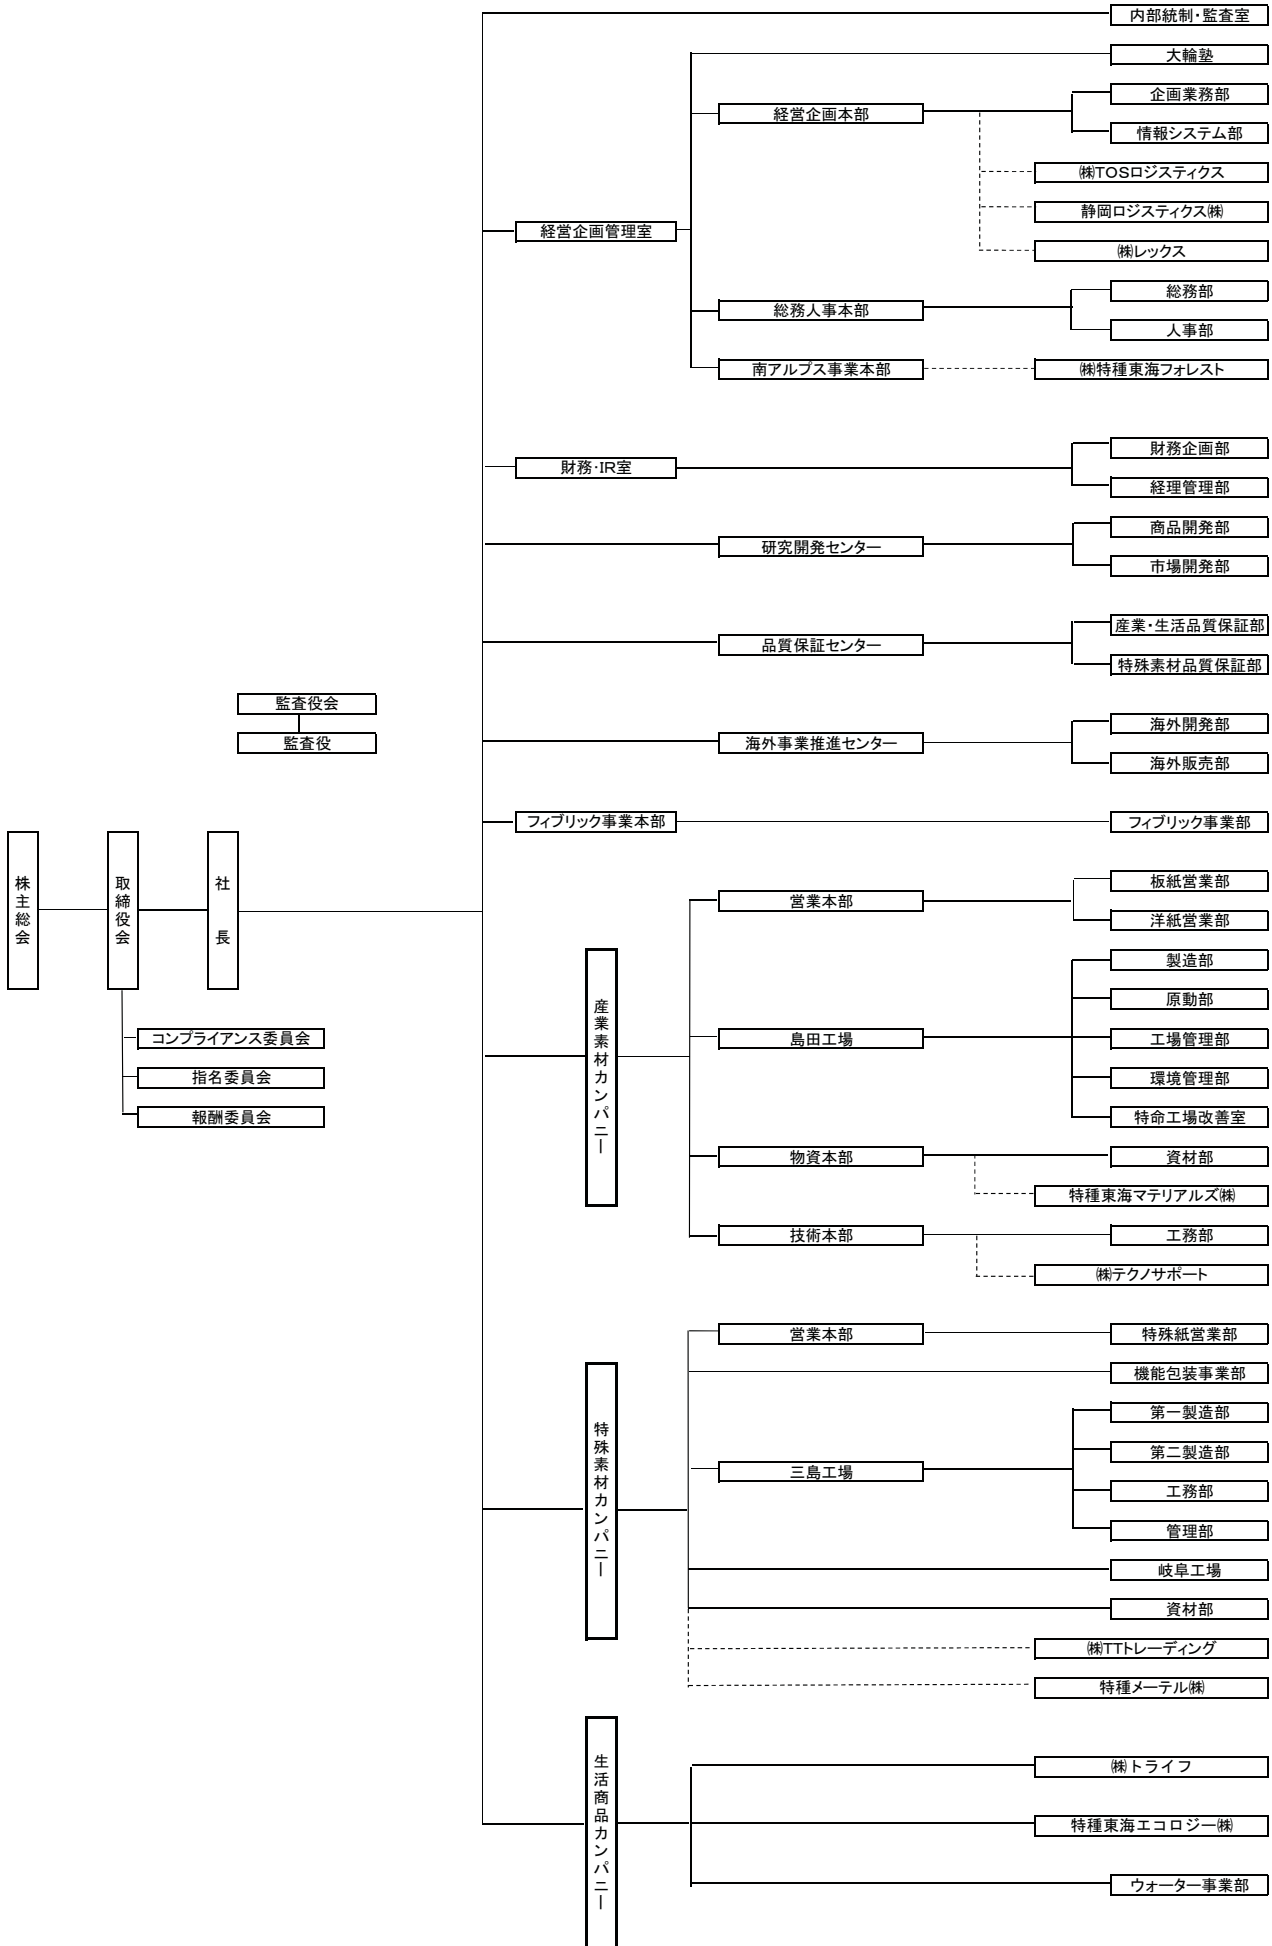 内部統制・監査室
大輪塾
企画業務部
経営企画本部
情報システム部
㈱TOSロジスティクス
静岡ロジスティクス㈱
経営企画管理室
㈱レックス
総務部
総務人事本部
人事部
南アルプス事業本部
㈱特種東海フォレスト
財務企画部
財務・IR室
経理管理部
商品開発部
研究開発センター
市場開発部
産業・生活品質保証部
品質保証センター
特殊素材品質保証部
監査役会
監査役
海外開発部
海外事業推進センター
海外販売部
フィブリック事業本部
フィブリック事業部
株主総会
取締役会
社長
コンプライアンス委員会
指名委員会
報酬委員会
産業素材カンパニー
営業本部
板紙営業部
洋紙営業部
島田工場
製造部
原動部
工場管理部
環境管理部
特命工場改善室
物資本部
資材部
特種東海マテリアルズ㈱
技術本部
工務部
㈱テクノサポート
特殊素材カンパニー
営業本部
特殊紙営業部
機能包装事業部
三島工場
第一製造部
第二製造部
工務部
管理部
岐阜工場
資材部
㈱TTトレーディング
特種メーテル㈱
生活商品カンパニー
㈱トライフ
特種東海エコロジー㈱
ウォーター事業部